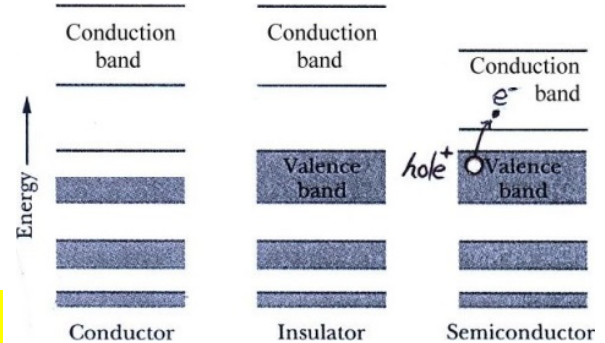 Conduction
band
Conduction
band
Conduction
band
e-
Energy
Valence
band
hole+
Valence
band
Conductor
Insulator
Semiconductor